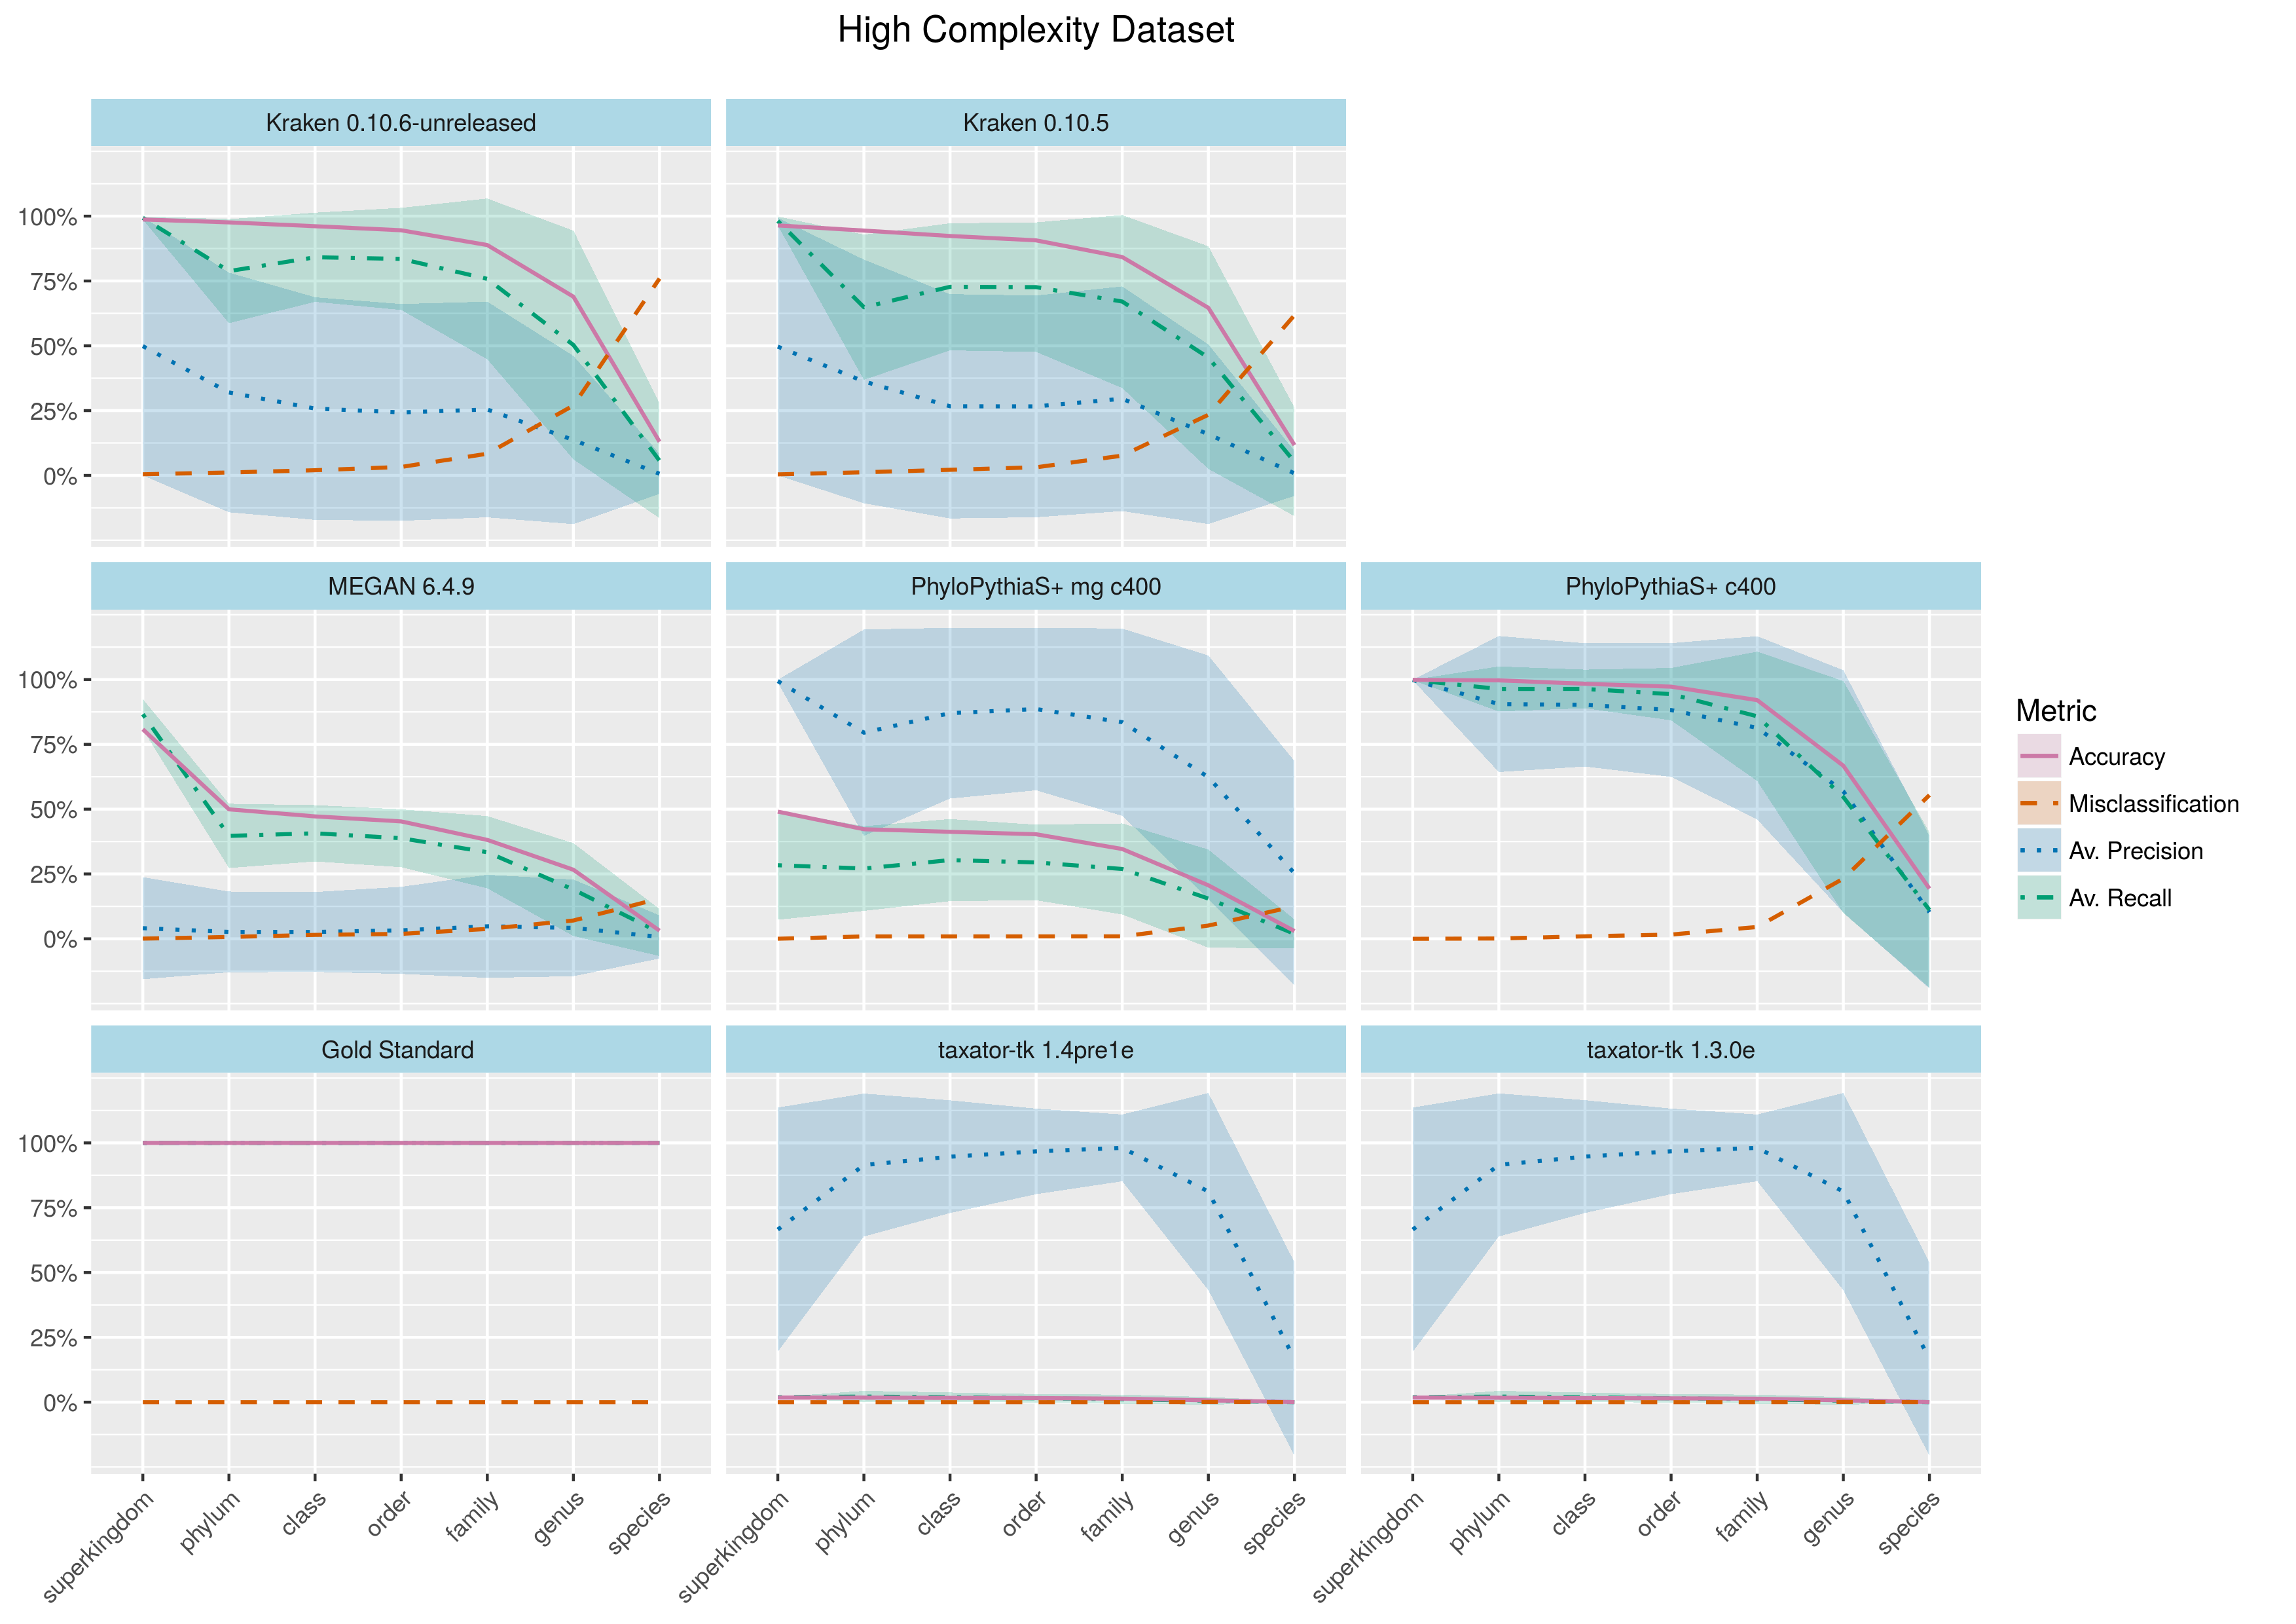 High Complexity Dataset
Kraken 0.10.6-unreleased
Kraken 0.10.5
100%
75%
50%
25%
0%
MEGAN 6.4.9
PhyloPythiaS+ mg c400
PhyloPythiaS+ c400
100%
75%
50%
25%
0%
Gold Standard
taxator-tk 1.4pre1e
taxator-tk 1.3.0e
100%
75%
50%
25%
0%
superkingdom
phylum
class
order
family
genus
species
superkingdom
phylum
class
order
family
genus
species
superkingdom
phylum
class
order
family
genus
species
Metric
Accuracy
Misclassification
Av. Precision
Av. Recall